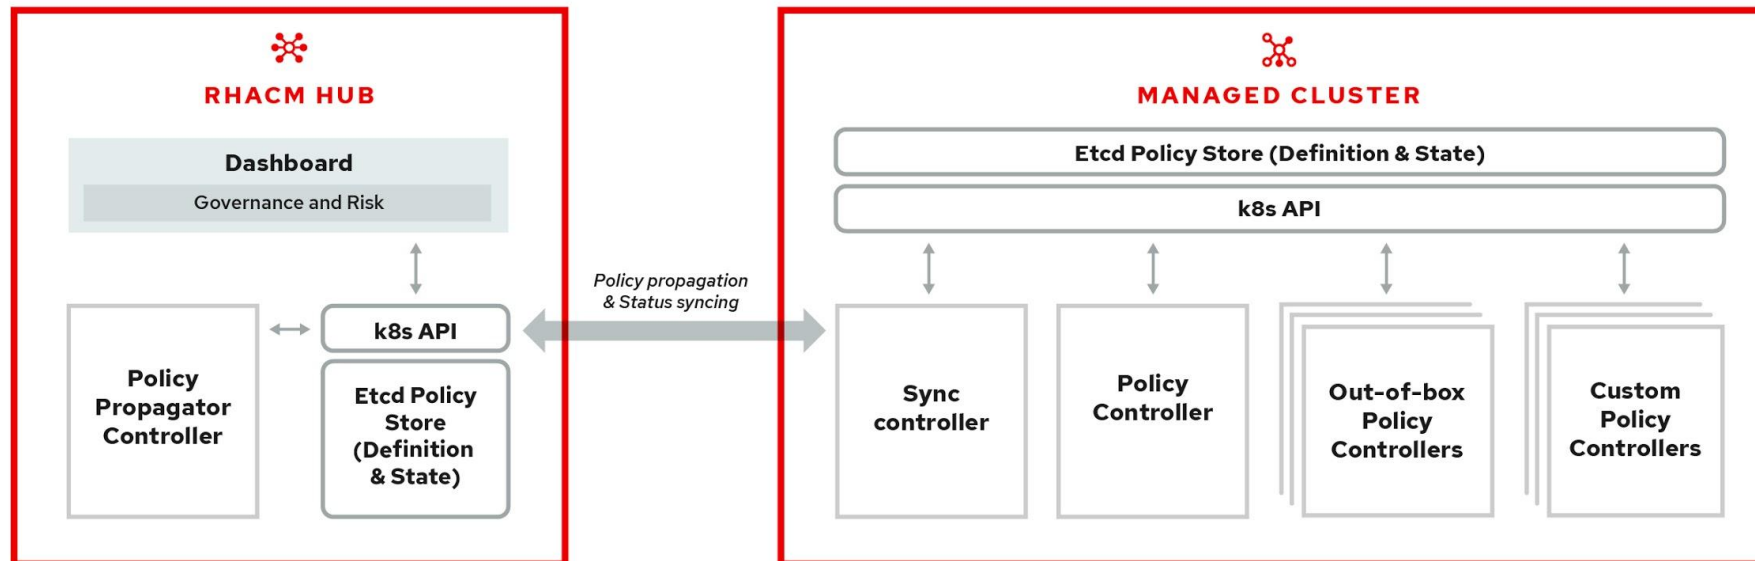 RHACM HUB
Dashboard
Governance and Risk
Policy
Propagator
Controller
k8s API
Etcd Policy
Store
(Definition
& State)
Policy propagation
& Status syncing
MANAGED CLUSTER
Etcd Policy Store (Definition & State)
k8s API
Sync
controller
Policy
Controller
Out-of-box
Policy
Controllers
Custom
Policy
Controllers